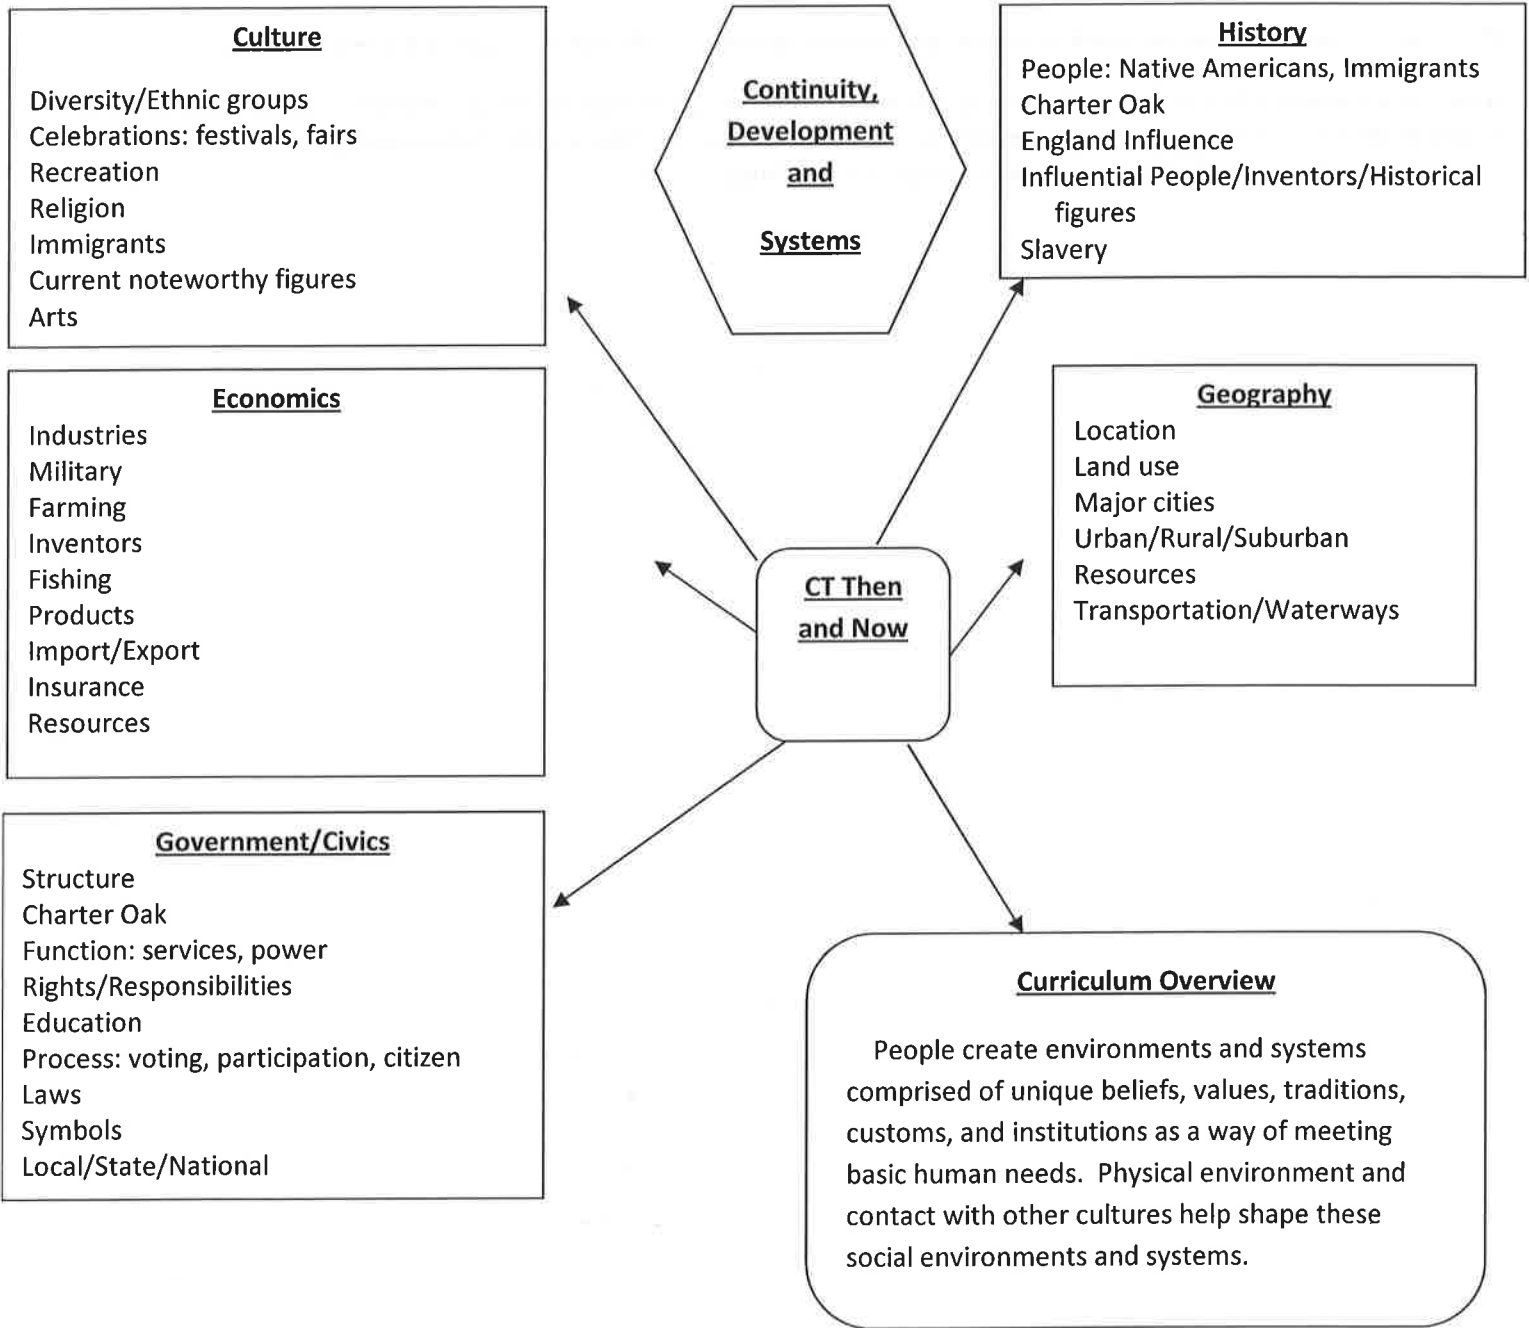 Culture
Diversity/Ethnic groups
Celebrations: festivals, fairs
Recreation
Religion
Immigrants
Current noteworthy figures
Arts
Continuity,
Development
and
Systems
History
People: Native Americans, Immigrants
Charter Oak
England Influence
Influential People/Inventors/Historical
figures
Slavery
Economics
Industries
Military
Farming
Inventors
Fishing
Products
Import/Export
Insurance
Resources
CT Then
and Now
Geography
Location
Land use
Major cities
Urban/Rural/Suburban
Resources
Transportation/Waterways
Government/Civics
Structure
Charter Oak
Function: services, power
Rights/Responsibilities
Education
Process: voting, participation, citizen
Laws
Symbols
Local/State/National
Curriculum Overview
People create environments and systems
comprised of unique beliefs, values, traditions,
customs, and institutions as a way of meeting
basic human needs.  Physical environment and
contact with other cultures help shape these
social environments and systems.